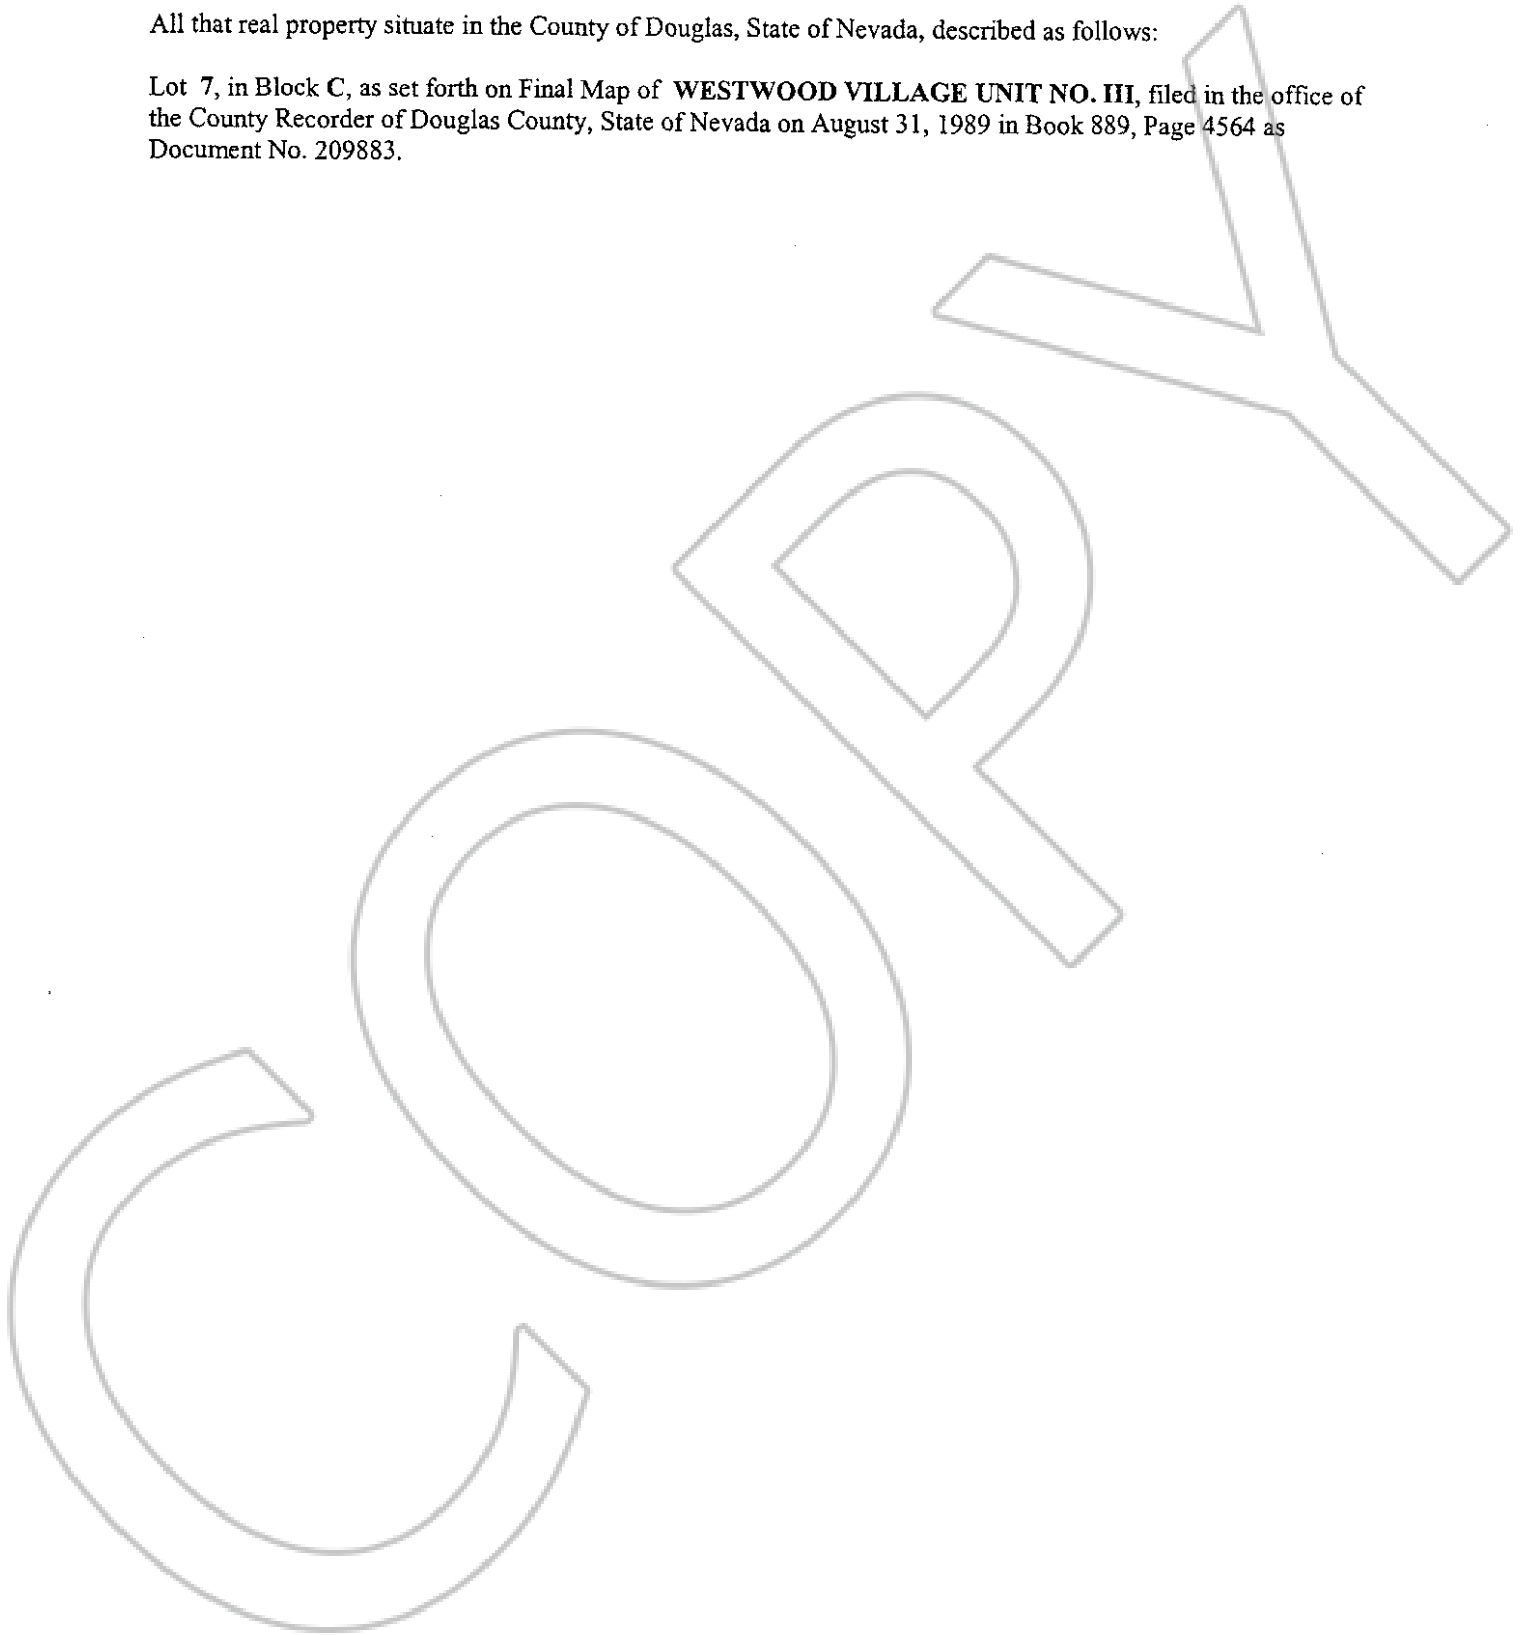 All that real property situate in the County of Douglas, State of Nevada, described as follows:
Lot 7, in Block C, as set forth on Final Map of WESTWOOD VILLAGE UNIT NO. III, filed in the office of
the County Recorder of Douglas County, State of Nevada on August 31, 1989 in Book 889, Page 4564 as
Document No. 209883.
COPY